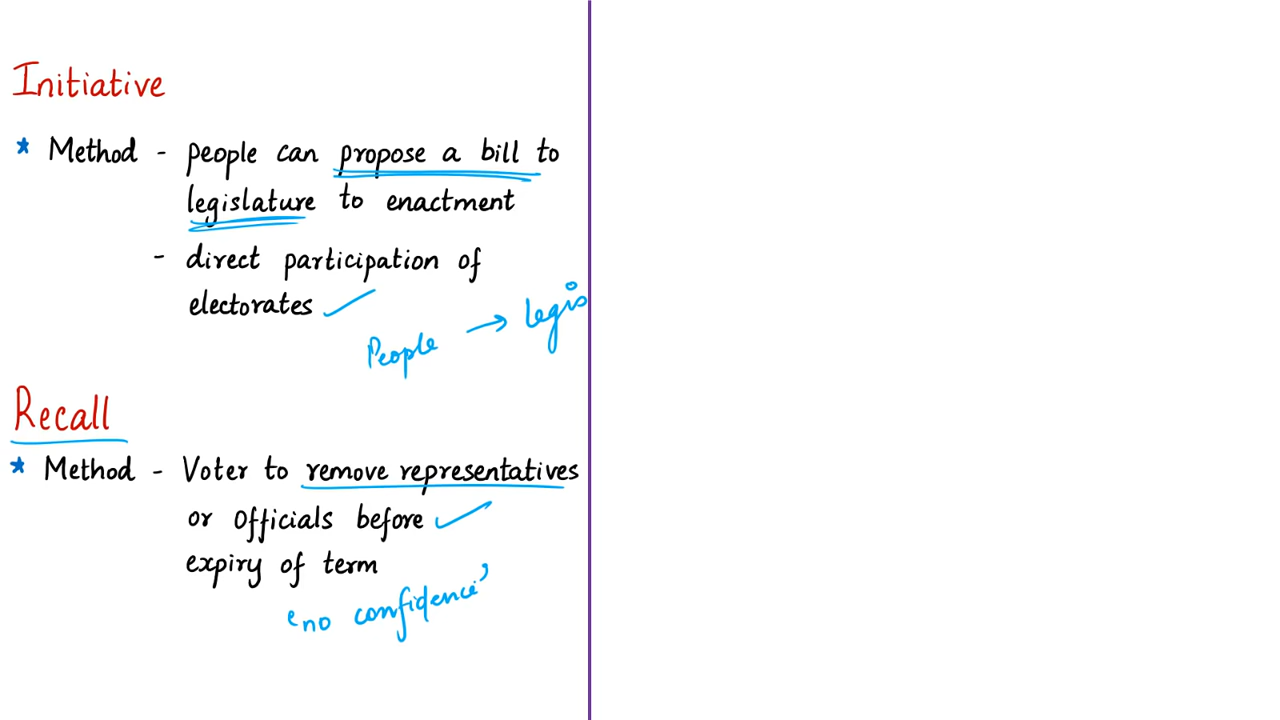 Initiative
* Method - people can propose a bill to
legislature to enactment
- direct participation of
electorates
People → legis
Recall
* Method - Voter to remove representatives
or officials before
expiry of term
'no confidence'